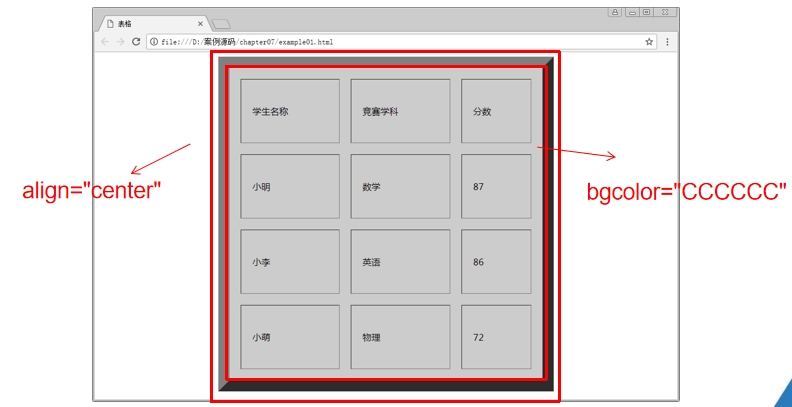 表格
file:///D:/案例源码/chapter07/example01.html
学生名称 竞赛学科 分数
小明 数学 87
小李 英语 86
小萌 物理 72
align="center"
bgcolor="CCCCCC"